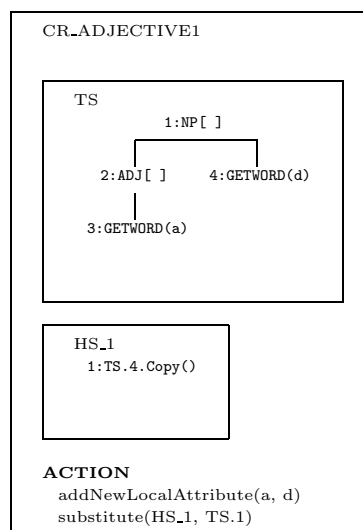 CR_ADJECTIVE1
TS
1:NP[ ]
2:ADJ[ ] 4:GETWORD(d)
3:GETWORD(a)
HS_1
1:TS.4.Copy()
ACTION
addNewLocalAttribute(a, d)
substitute(HS_1, TS.1)